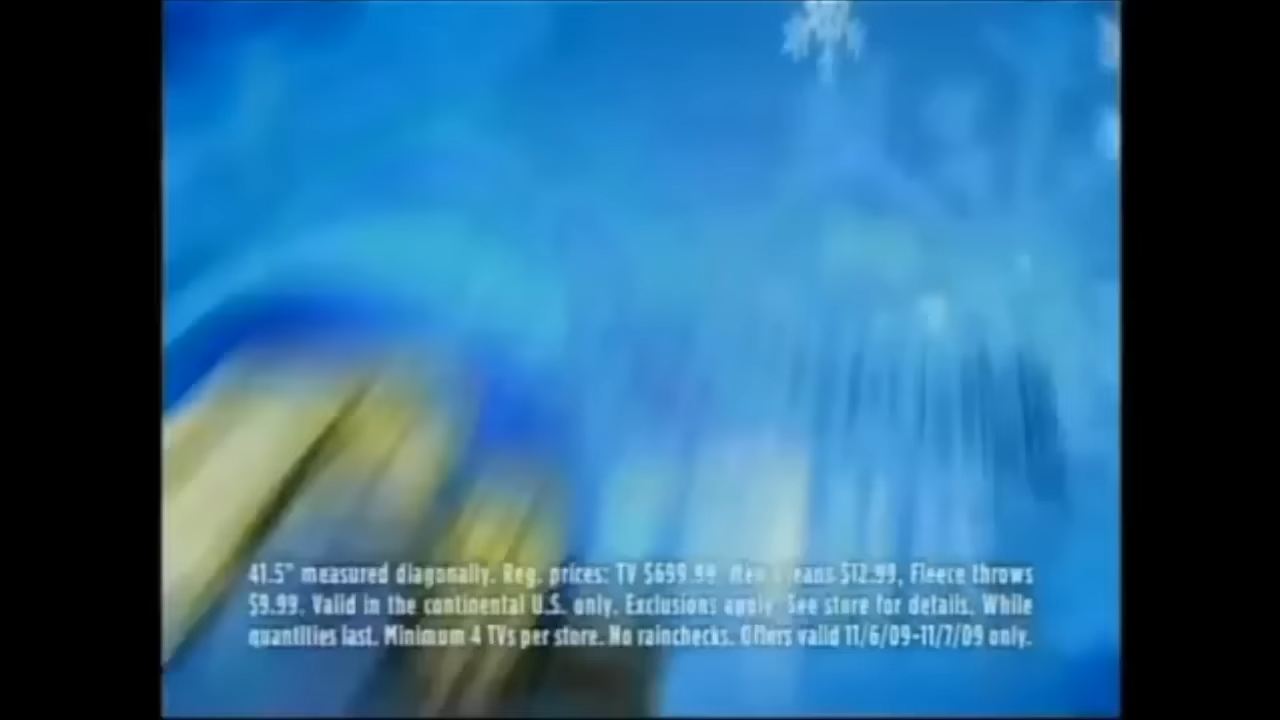 41.5" measured diagonally. Reg. prices: TV $699.99. Men's jeans $12.99, Fleece throws
$9.99. Valid in the continental U.S. only. Exclusions apply. See store for details. While
quantities last. Minimum 4 TVs per store. No rainchecks. Offers valid 11/6/09-11/7/09 only.